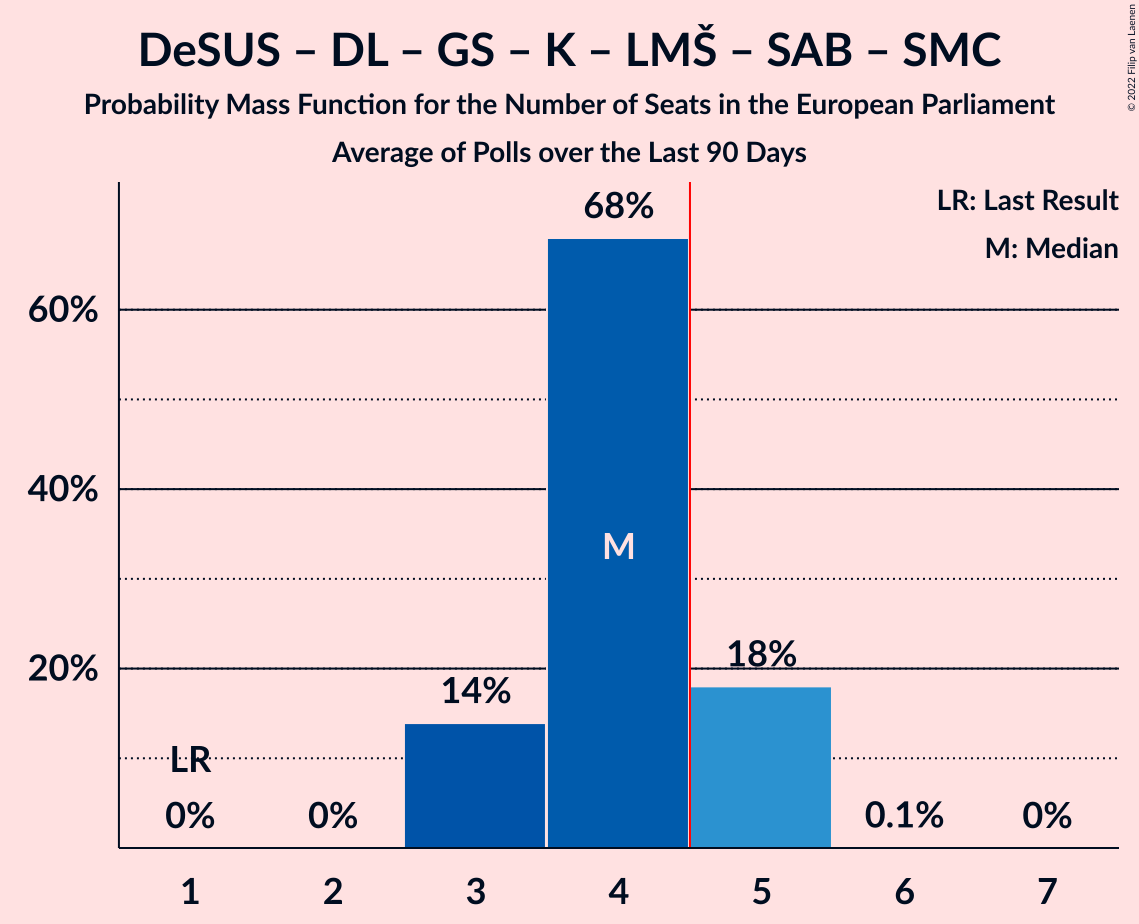 DeSUS – DL – GS – K – LMŠ – SAB – SMC
Probability Mass Function for the Number of Seats in the European Parliament
Average of Polls over the Last 90 Days
© 2022 Filip van Laenen
LR: Last Result
M: Median
68%
60%
40%
M
20%
18%
14%
LR
0%
0%
0.1%
0%
1
2
3
4
5
6
7